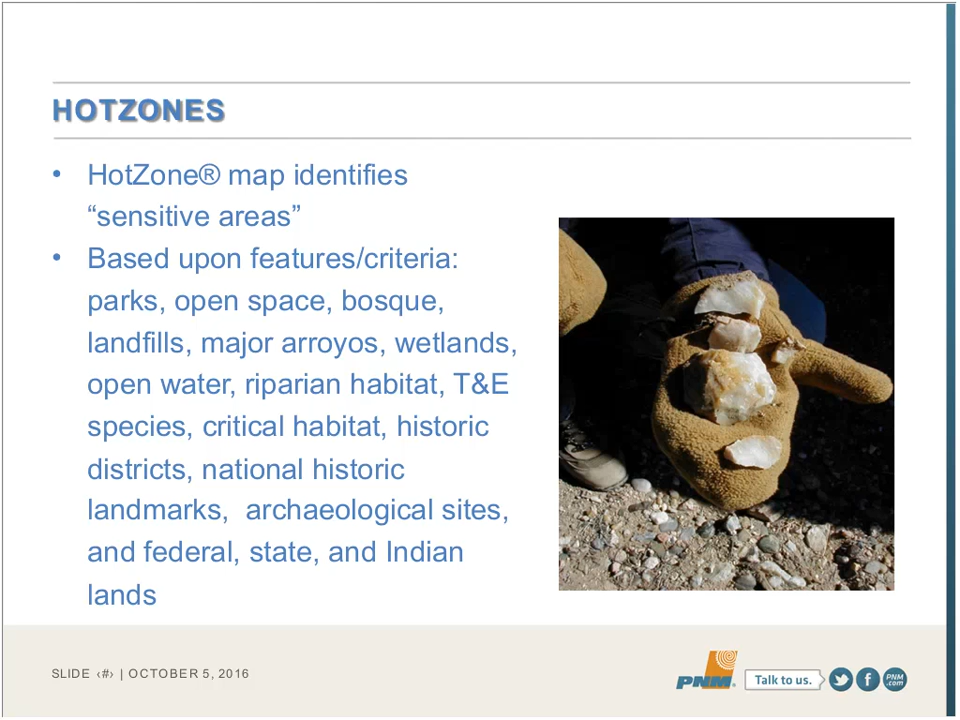 HOTZONES
• HotZone® map identifies
“sensitive areas”
• Based upon features/criteria:
parks, open space, bosque,
landfills, major arroyos, wetlands,
open water, riparian habitat, T&E
species, critical habitat, historic
districts, national historic
landmarks,  archaeological sites,
and federal, state, and Indian
lands
SLIDE ‹#› | OCTOBER 5, 2016
PNM®
Talk to us.
PNM
.com